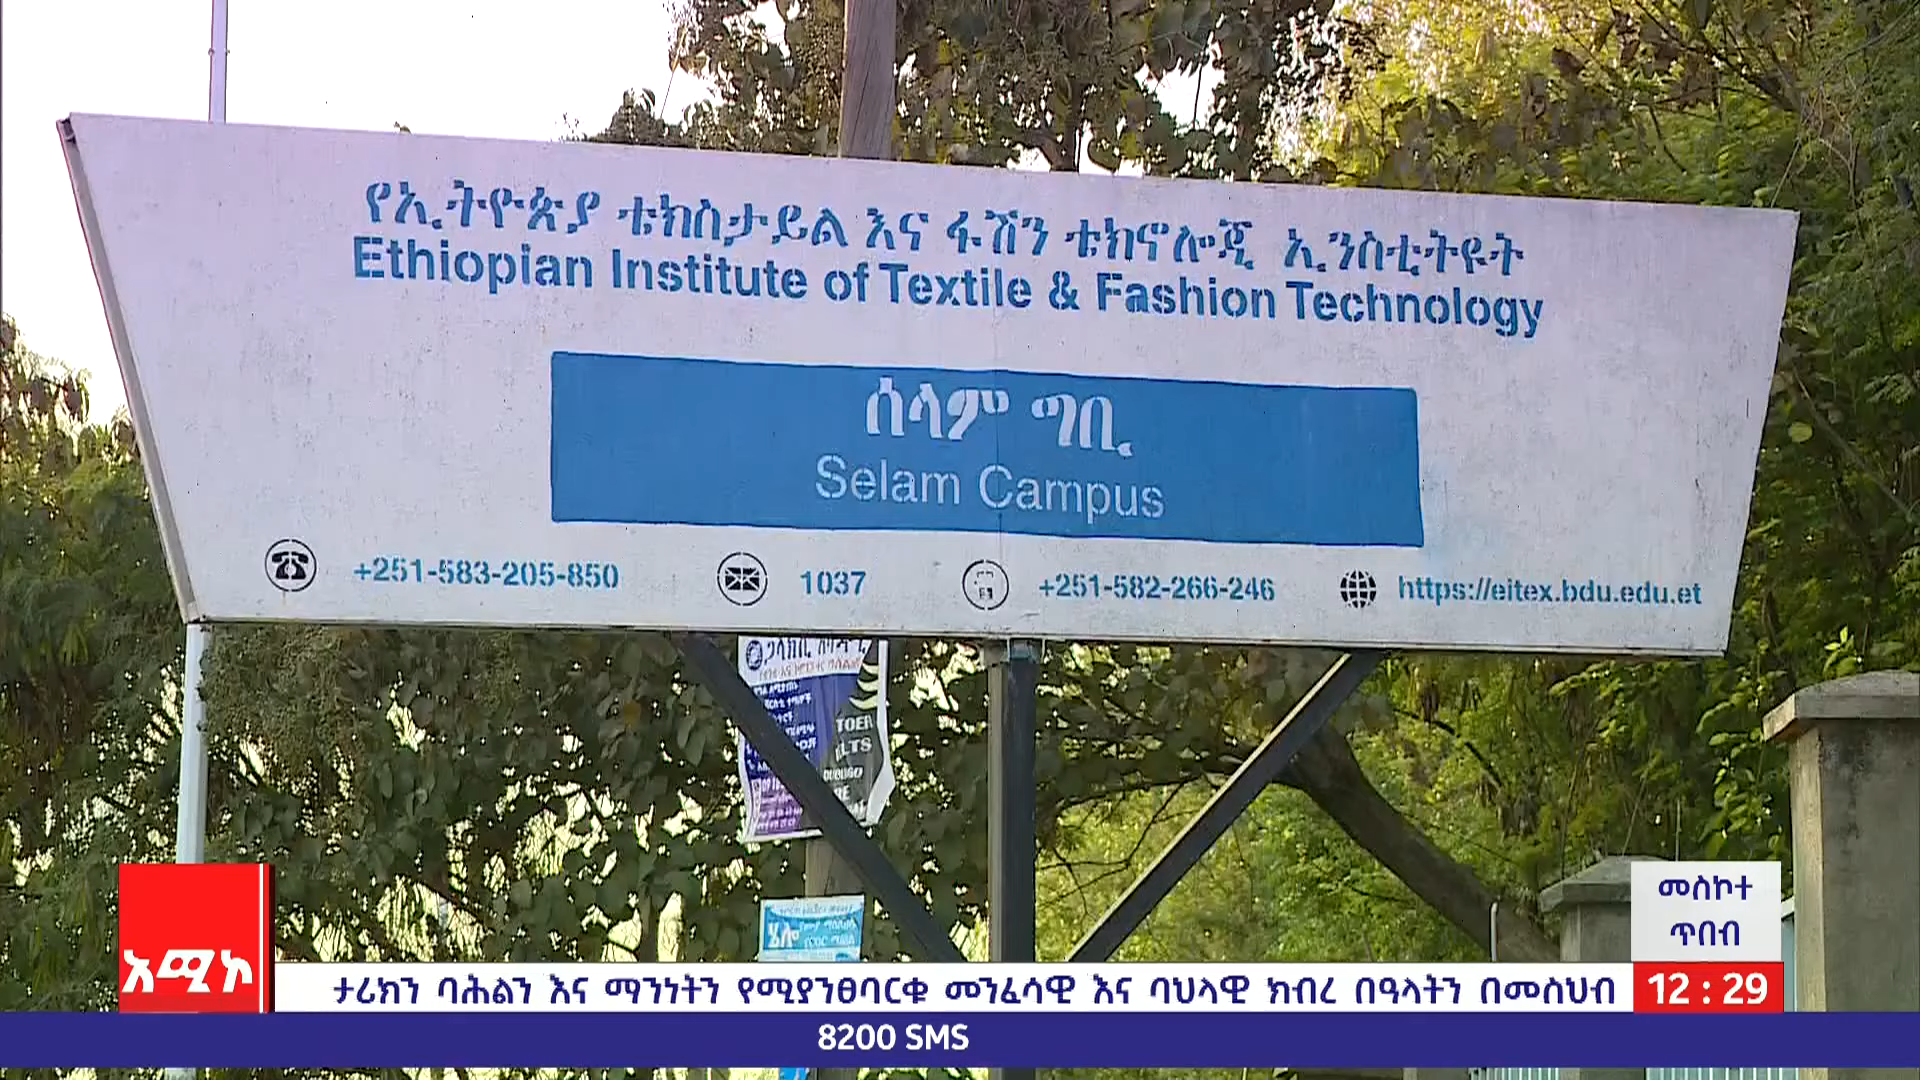 የኢትዮጵያ ቴክስታይል እና ፋሽን ቴክኖሎጂ ኢንስቲትዩት
Ethiopian Institute of Textile & Fashion Technology
ሰላም ግቢ
Selam Campus
+251-583-205-850
1037
+251-582-266-246
https://eitex.bdu.edu.et
መስኮተ
ጥበብ
አሚኮ
ታሪክን ባሕልን እና ማንነትን የሚያንፀባርቁ መንፈሳዊ እና ባህላዊ ክብረ በዓላትን በመስህብ
12 : 29
8200 SMS